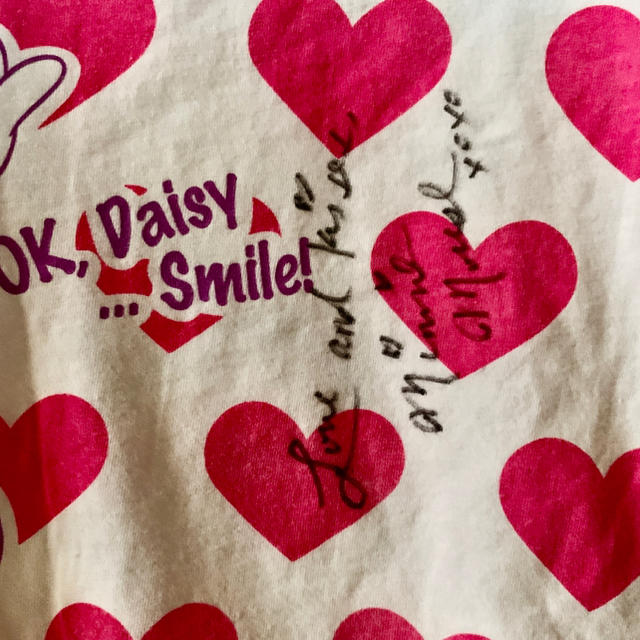 OK, Daisy
... Smile!
Love and kisses,
Minnie
Mouse
xoxo